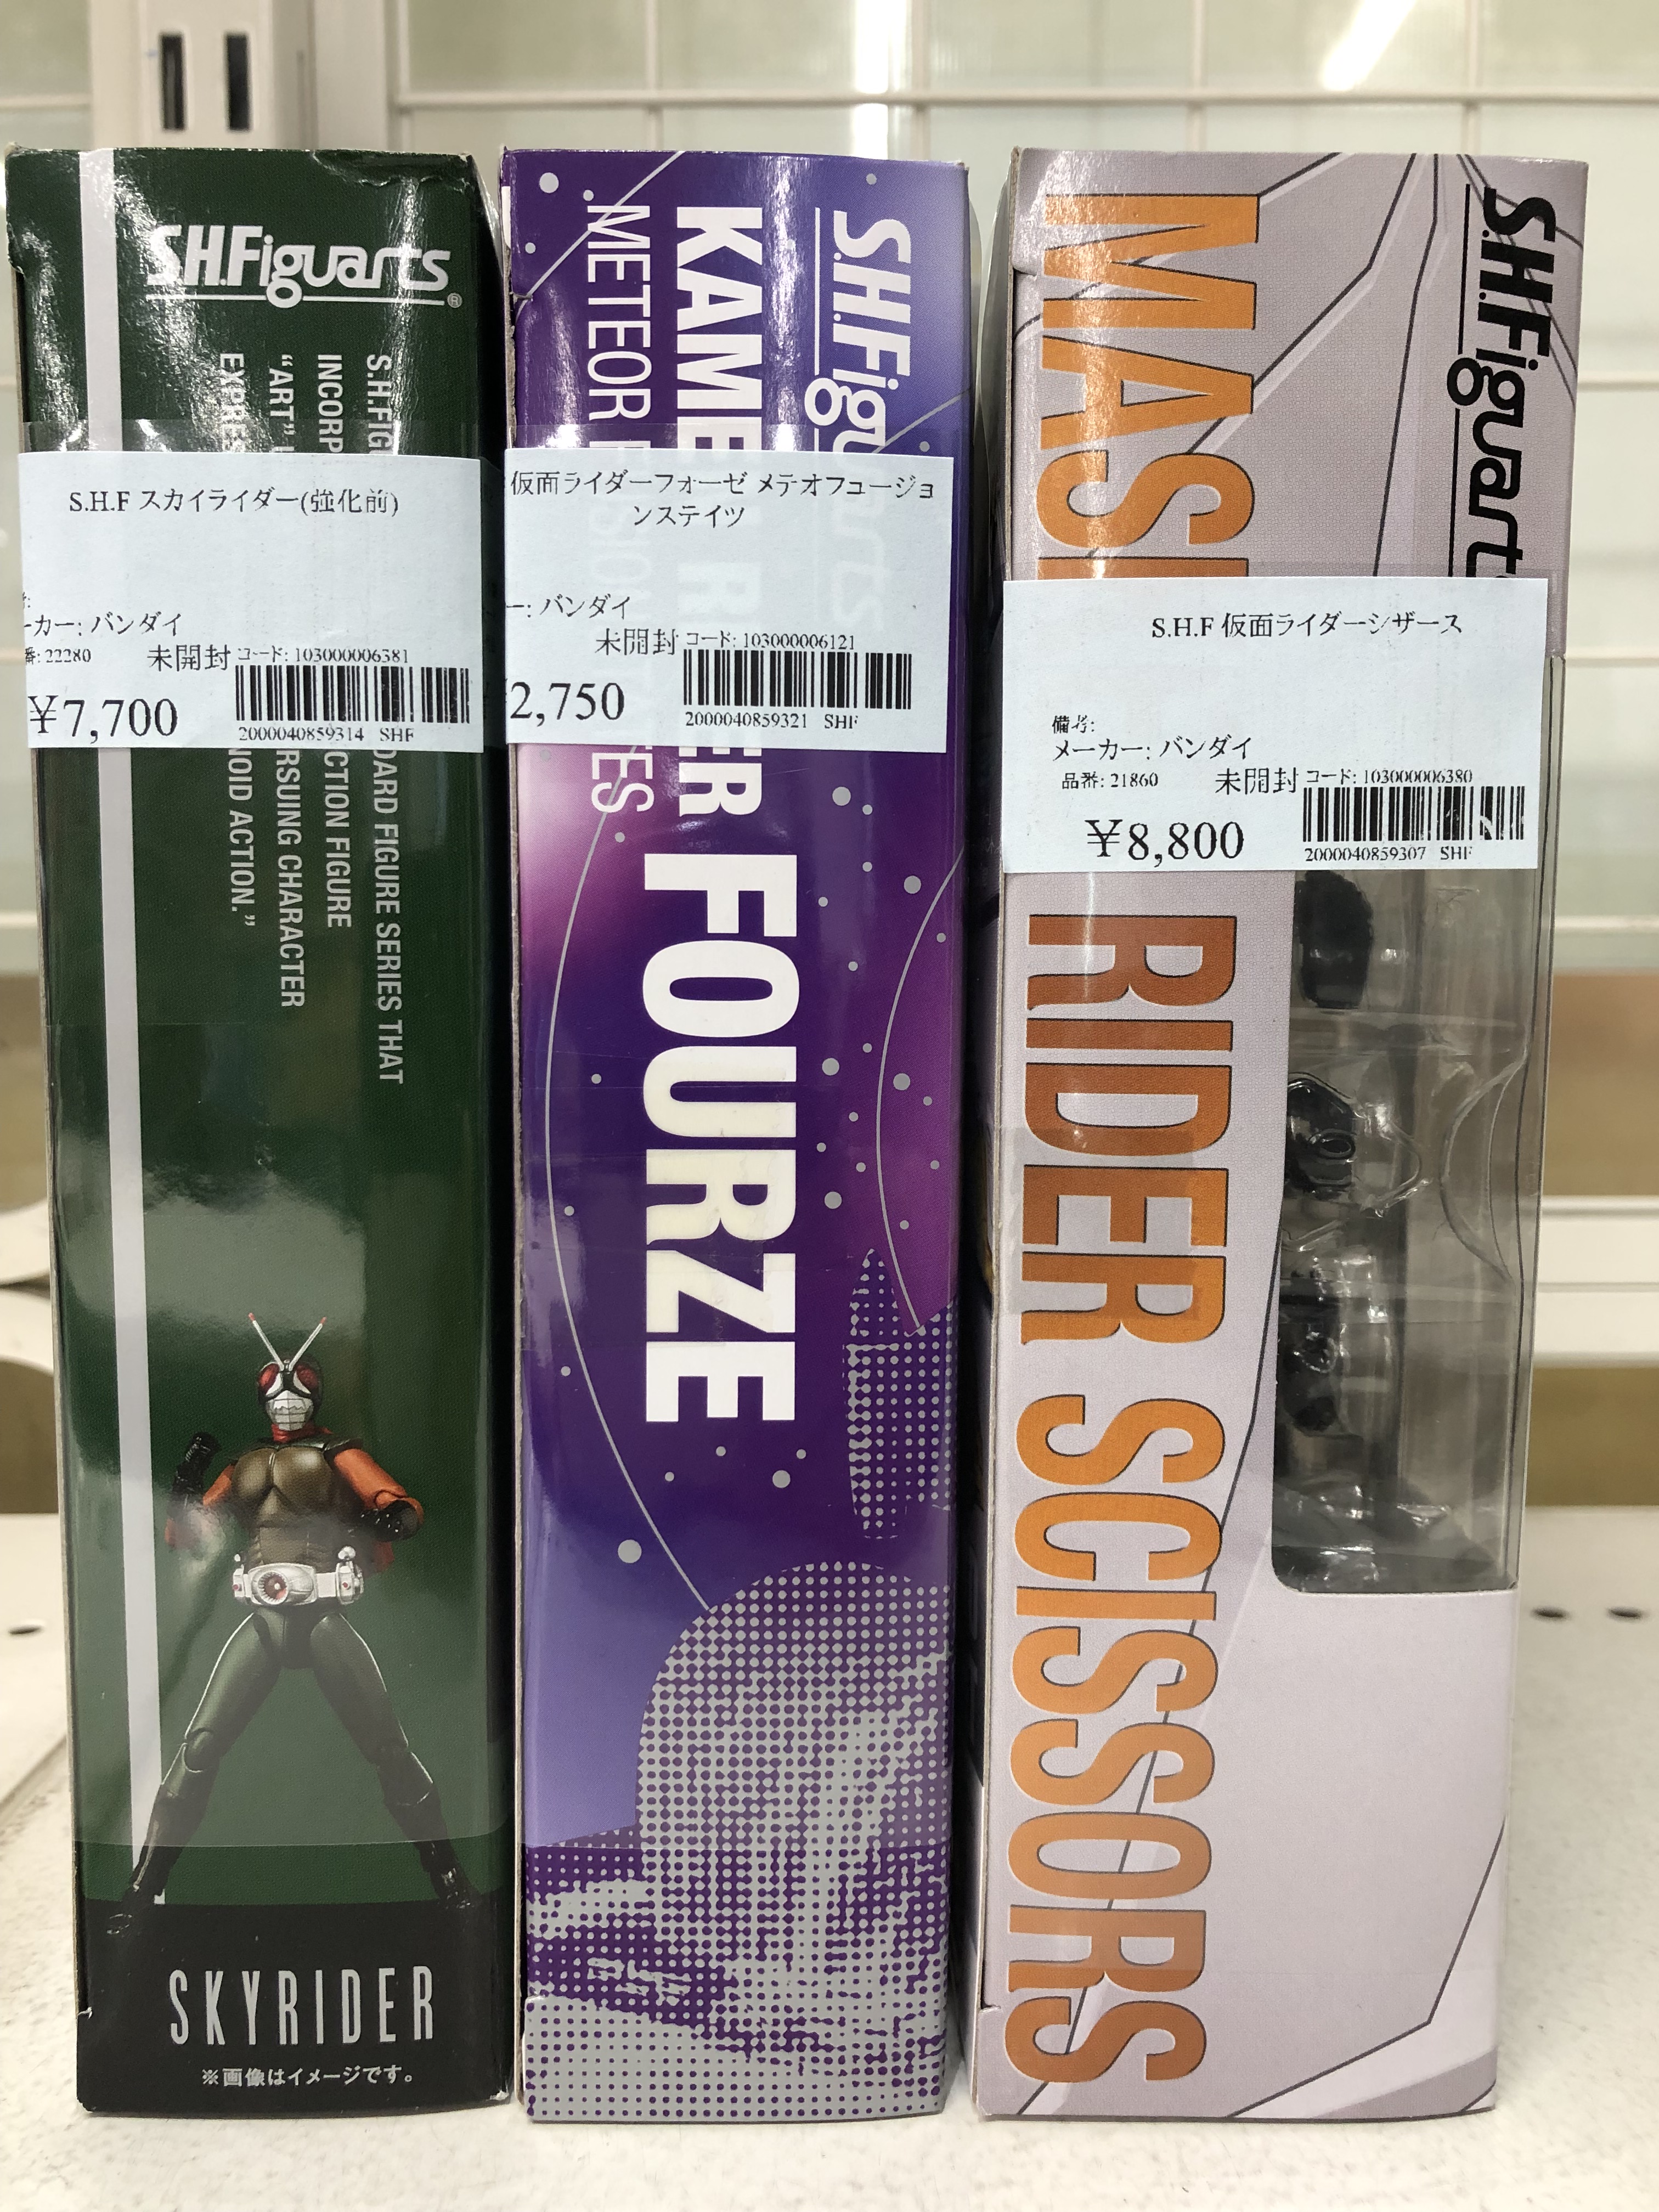 S.H.Figuarts®
S.H.FIGU
INCORP
"ART"
EXPRE
S.H.F スカイライダー(強化前)
ーカー: バンダイ
番: 22280 未開封 コード: 103000006381
¥7,700
2000040859314 SHF
DARD FIGURE SERIES THAT
CTION FIGURE
RSUING CHARACTER
NOID ACTION."
SKYRIDER
※画像はイメージです。
S.H.Figuarts
KAMEN RIDER FOURZE
METEOR FUSION STATES
仮面ライダーフォーゼ メテオフュージョ
ンステイツ
ー: バンダイ
未開封 コード: 103000006121
2,750
2000040859321 SHF
S.H.Figuarts
MASKED RIDER SCISSORS
S.H.F 仮面ライダーシザース
備考:
メーカー: バンダイ
品番: 21860 未開封 コード: 103000006380
¥8,800
2000040859307 SHF